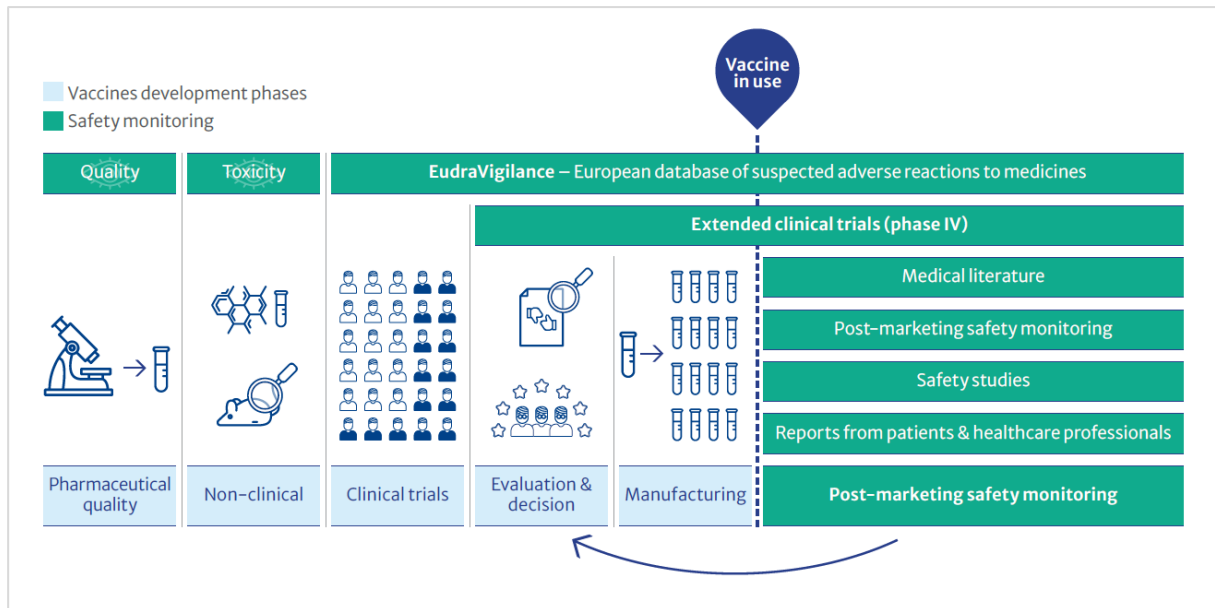 Vaccine
in use
Vaccines development phases
Safety monitoring
Quality
Toxicity
EudraVigilance – European database of suspected adverse reactions to medicines
Extended clinical trials (phase IV)
Medical literature
Post-marketing safety monitoring
Safety studies
Reports from patients & healthcare professionals
Pharmaceutical
quality
Non-clinical
Clinical trials
Evaluation &
decision
Manufacturing
Post-marketing safety monitoring